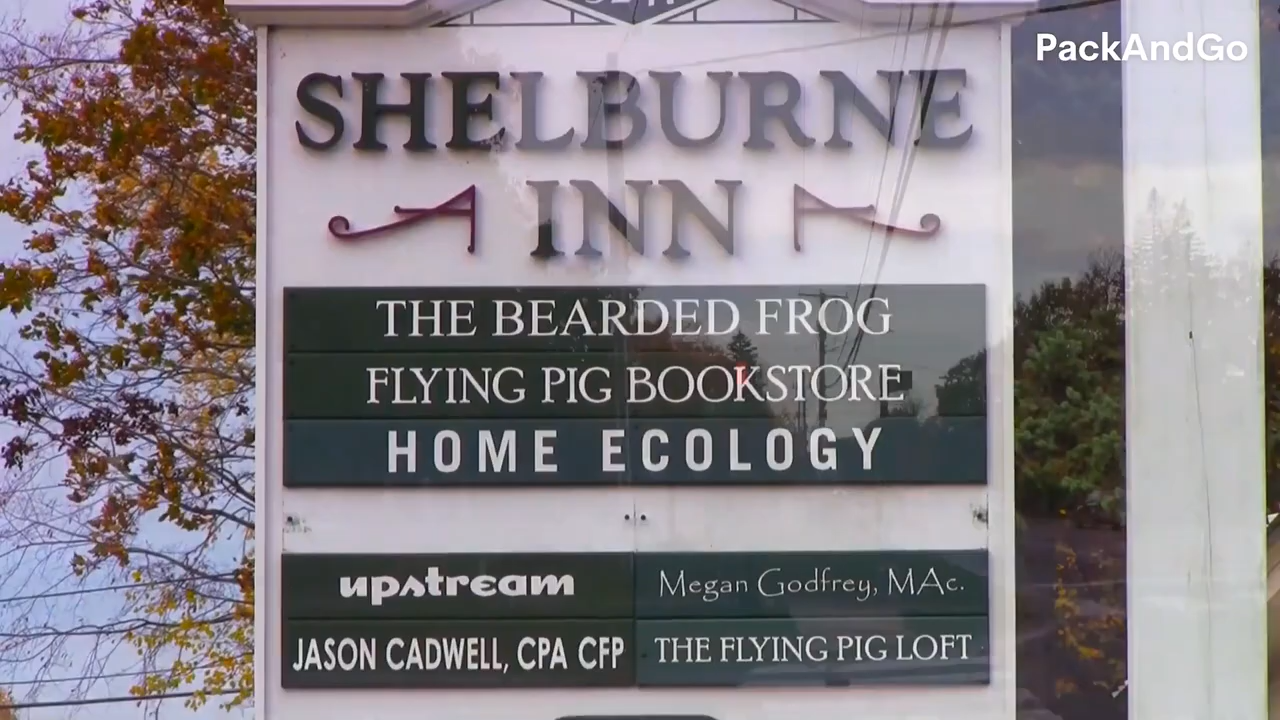 PackAndGo
SHELBURNE
INN
THE BEARDED FROG
FLYING PIG BOOKSTORE
HOME ECOLOGY
upstream
Megan Godfrey, MAc.
JASON CADWELL, CPA CFP
THE FLYING PIG LOFT